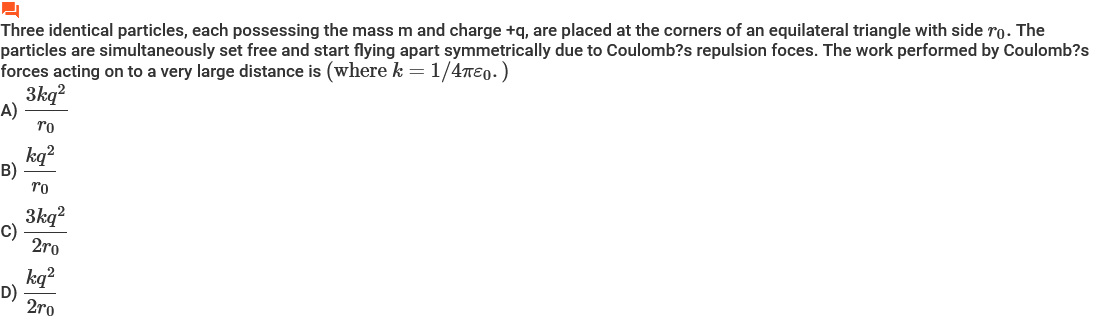 Three identical particles, each possessing the mass m and charge +q, are placed at the corners of an equilateral triangle with side r₀. The
particles are simultaneously set free and start flying apart symmetrically due to Coulomb?s repulsion foces. The work performed by Coulomb?s
forces acting on to a very large distance is (where k = 1/4πε₀. )
A) 3kq²/r₀
B) kq²/r₀
C) 3kq²/2r₀
D) kq²/2r₀